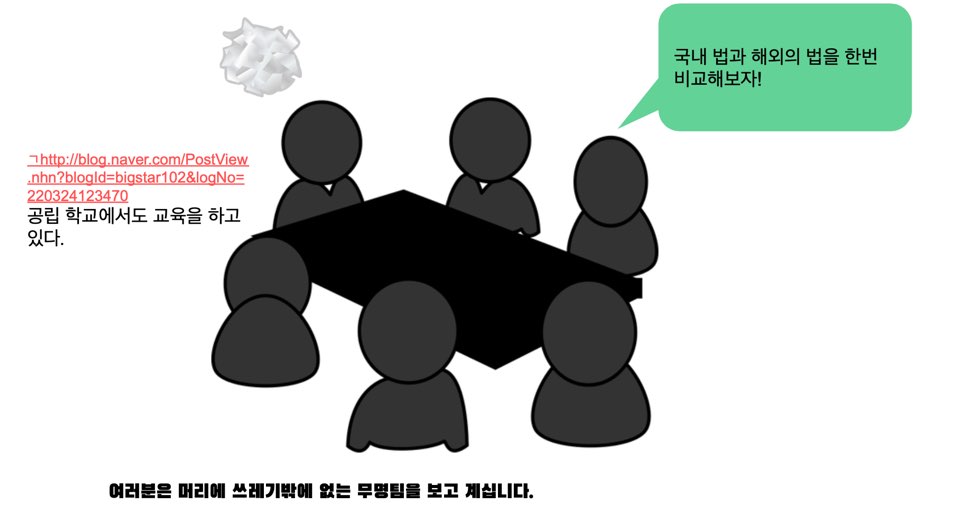 국내 법과 해외의 법을 한번
비교해보자!
ㄱhttp://blog.naver.com/PostView
.nhn?blogId=bigstar102&logNo=
220324123470
공립 학교에서도 교육을 하고
있다.
여러분은 머리에 쓰레기밖에 없는 무명팀을 보고 계십니다.